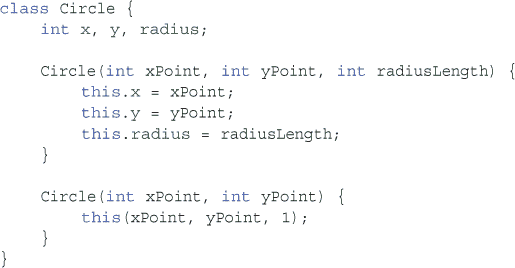 class Circle {
    int x, y, radius;

    Circle(int xPoint, int yPoint, int radiusLength) {
        this.x = xPoint;
        this.y = yPoint;
        this.radius = radiusLength;
    }

    Circle(int xPoint, int yPoint) {
        this(xPoint, yPoint, 1);
    }
}